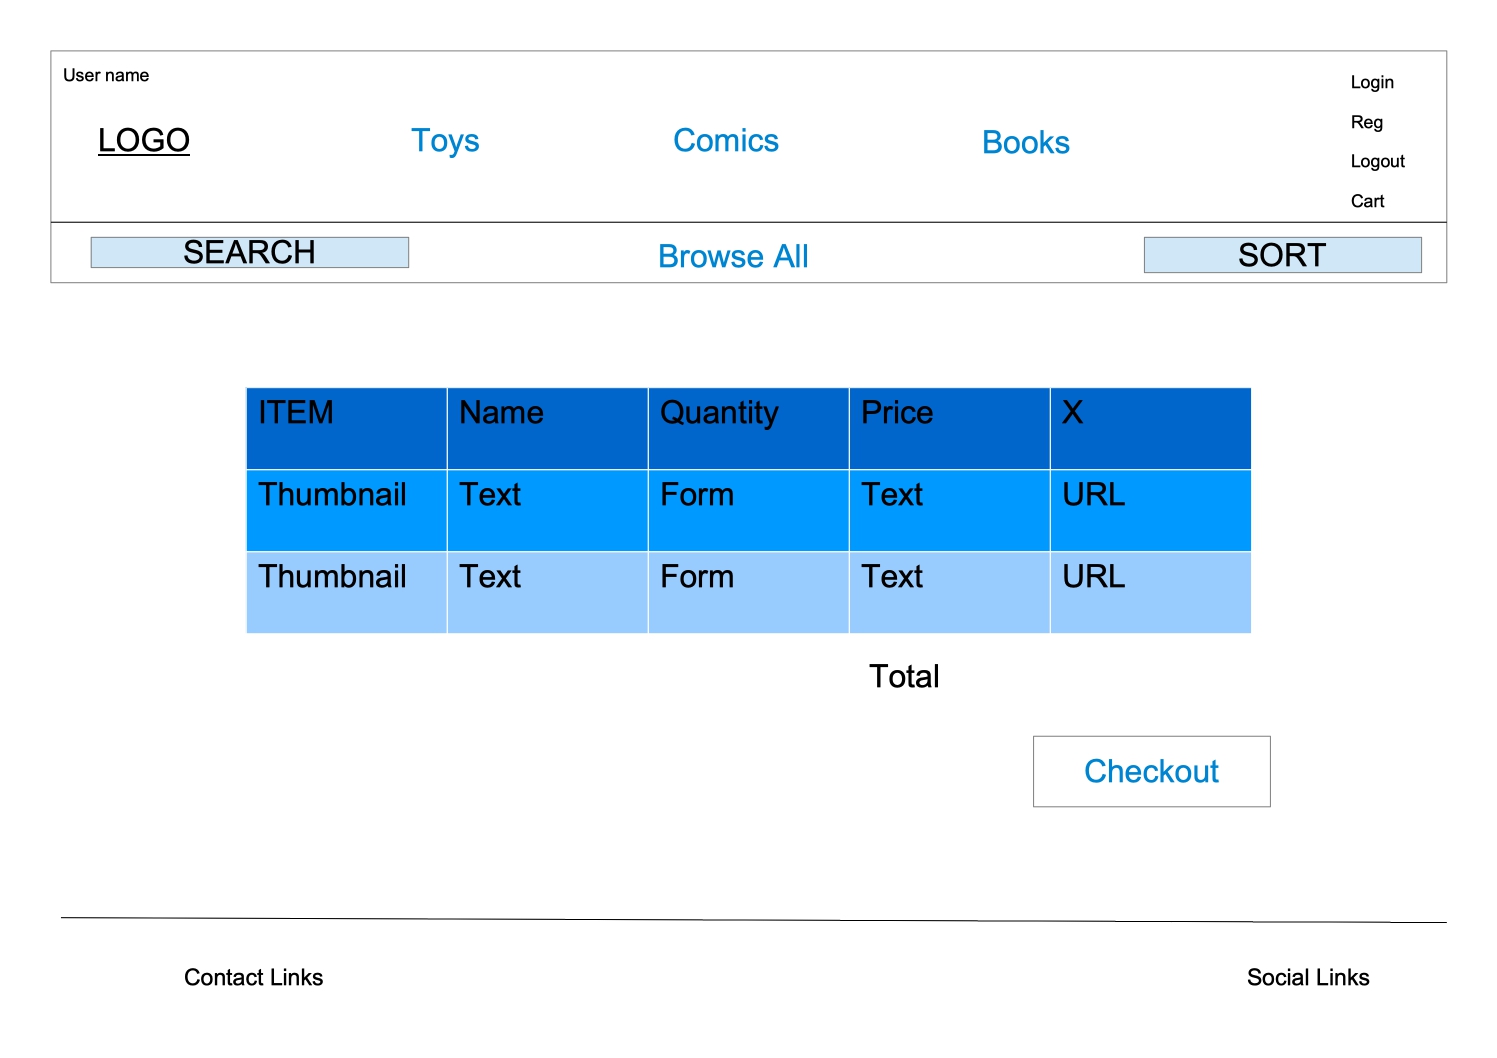 User name
Login
Reg
Logout
Cart
LOGO
Toys
Comics
Books
SEARCH
Browse All
SORT
ITEM Name Quantity Price X
Thumbnail Text Form Text URL
Thumbnail Text Form Text URL
Total
Checkout
Contact Links
Social Links